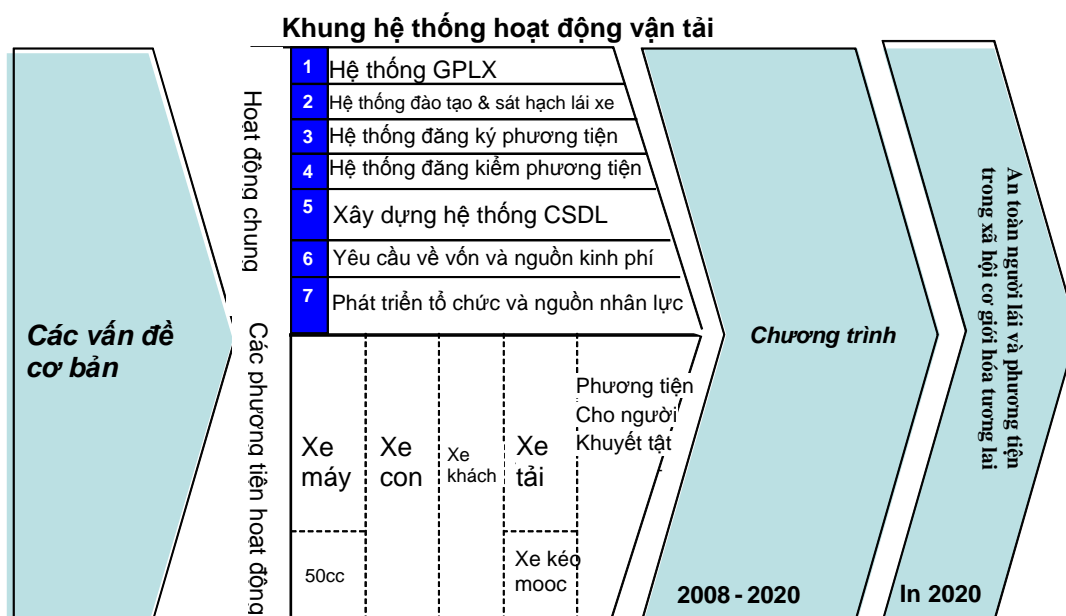 Khung hệ thống hoạt động vận tải
Các vấn đề
cơ bản
Hoạt động chung
1 Hệ thống GPLX
2 Hệ thống đào tạo & sát hạch lái xe
3 Hệ thống đăng ký phương tiện
4 Hệ thống đăng kiểm phương tiện
5 Xây dựng hệ thống CSDL
6 Yêu cầu về vốn và nguồn kinh phí
7 Phát triển tổ chức và nguồn nhân lực
Các phương tiên hoạt động
Xe
máy
50cc
Xe
con
Xe
khách
Xe
tải
Xe kéo
mooc
Phương tiện
Cho người
Khuyết tật
Chương trình
2008 - 2020
An toàn người lái và phương tiện
trong xã hội cơ giới hóa tương lai
In 2020